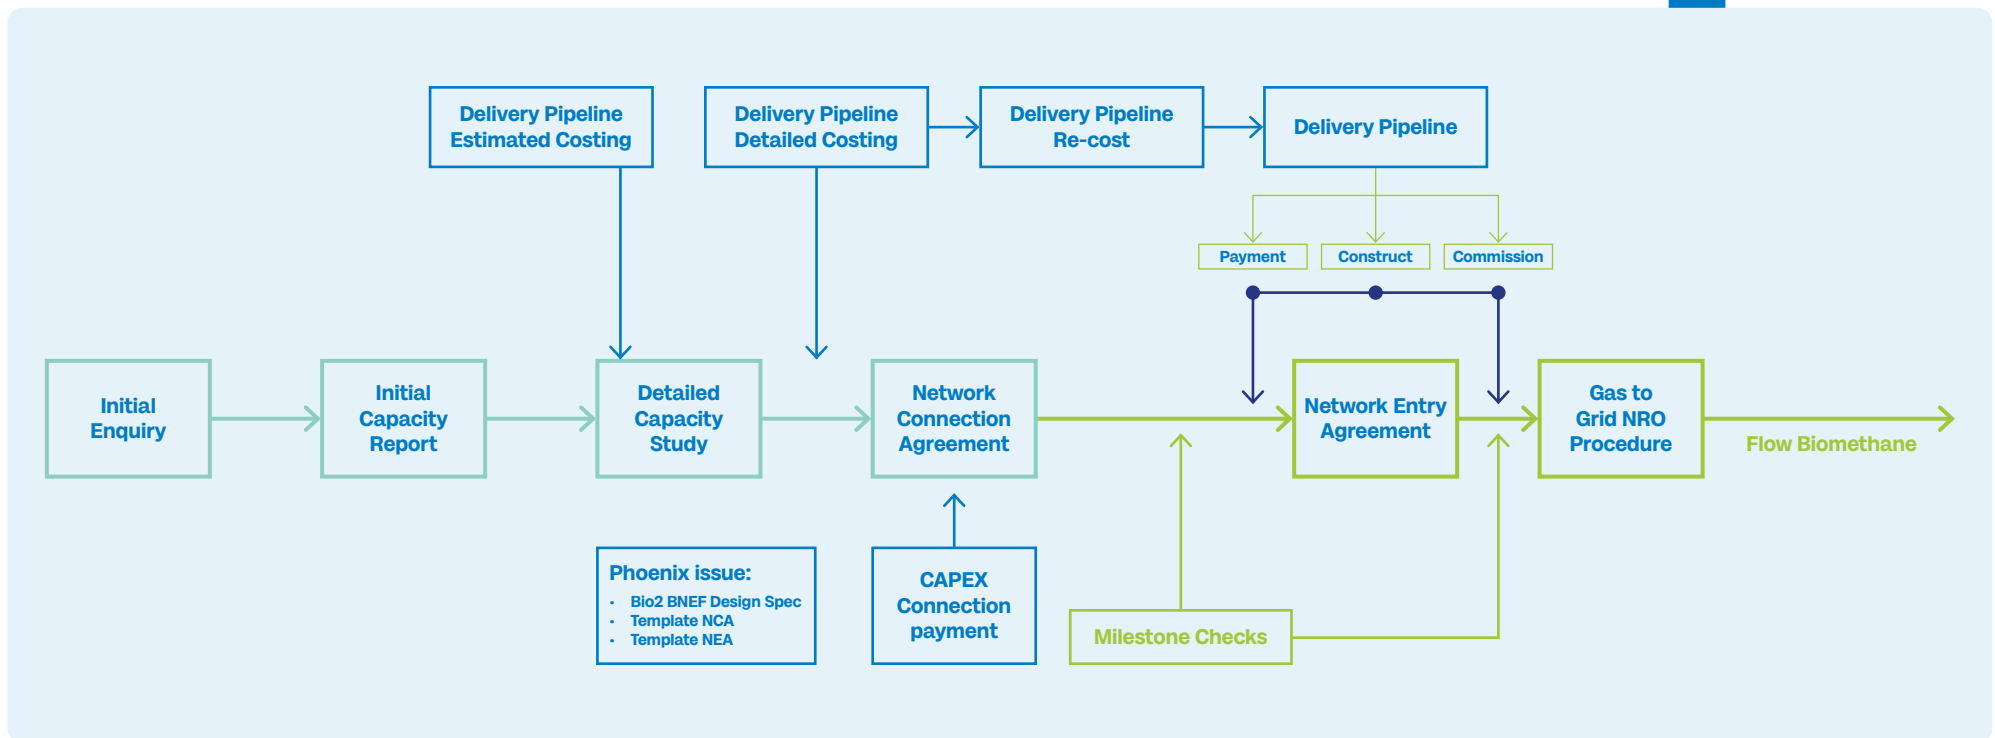 Delivery Pipeline
Estimated Costing
Delivery Pipeline
Detailed Costing
Delivery Pipeline
Re-cost
Delivery Pipeline
Payment
Construct
Commission
Initial
Enquiry
Initial
Capacity
Report
Detailed
Capacity
Study
Network
Connection
Agreement
Network Entry
Agreement
Gas to
Grid NRO
Procedure
Flow Biomethane
Phoenix issue:
• Bio2 BNEF Design Spec
• Template NCA
• Template NEA
CAPEX
Connection
payment
Milestone Checks